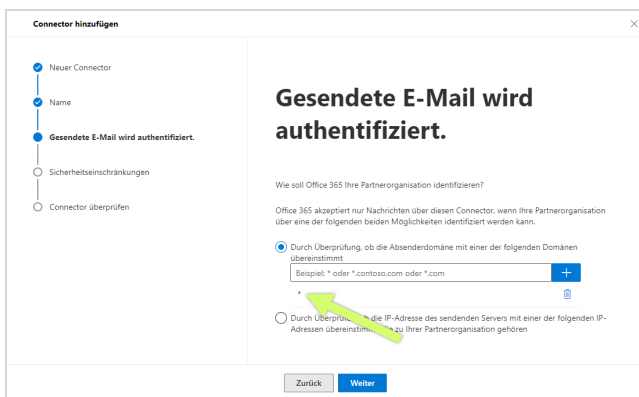 Connector hinzufügen
Neuer Connector
Name
Gesendete E-Mail wird authentifiziert.
Sicherheitseinschränkungen
Connector überprüfen
Gesendete E-Mail wird
authentifiziert.
Wie soll Office 365 Ihre Partnerorganisation identifizieren?
Office 365 akzeptiert nur Nachrichten über diesen Connector, wenn Ihre Partnerorganisation
über eine der folgenden beiden Möglichkeiten identifiziert werden kann.
Durch Überprüfung, ob die Absenderdomäne mit einer der folgenden Domänen
übereinstimmt
Beispiel: * oder *.contoso.com oder *.com
*
Durch die IP-Adresse des sendenden Servers mit einer der folgenden IP-
Adressen zu Ihrer Partnerorganisation gehören
Zurück Weiter